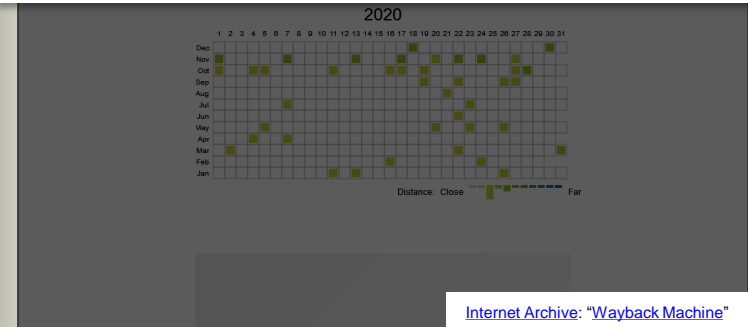 2020
1 2 3 4 5 6 7 8 9 10 11 12 13 14 15 16 17 18 19 20 21 22 23 24 25 26 27 28 29 30 31
Dec
Nov
Oct
Sep
Aug
Jul
Jun
May
Apr
Mar
Feb
Jan
Distance: Close Far
Internet Archive: “Wayback Machine”